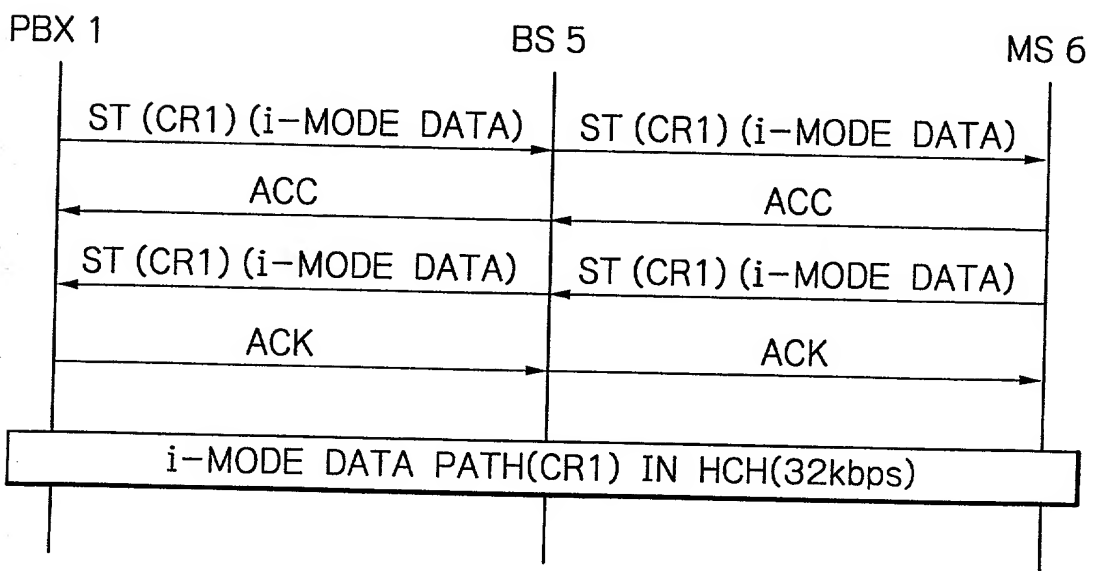 PBX 1
BS 5
MS 6
ST (CR1) (i-MODE DATA)
ST (CR1) (i-MODE DATA)
ACC
ACC
ST (CR1) (i-MODE DATA)
ST (CR1) (i-MODE DATA)
ACK
ACK
i-MODE DATA PATH(CR1) IN HCH(32kbps)